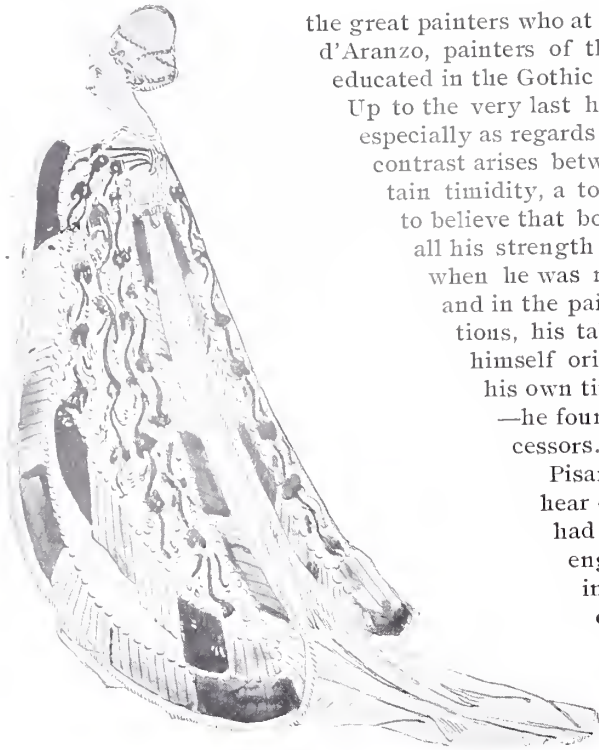 the great painters who at
d'Aranzo, painters of th
educated in the Gothic
Up to the very last h
especially as regards
contrast arises betw
tain timidity, a to
to believe that bo
all his strength
when he was
and in the pai
tions, his ta
himself ori
his own ti
—he four
cessors.
Pisar
hear
had
eng
in